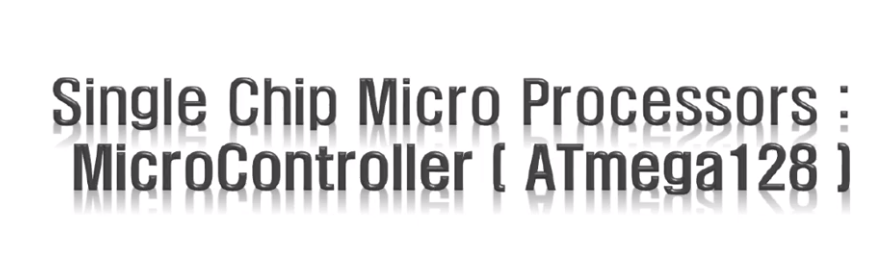 Single Chip Micro Processors :
MicroController ( ATmega128 )